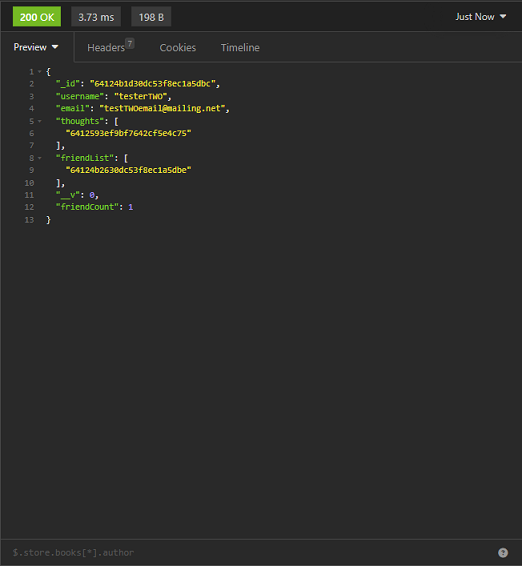 200 OK 3.73 ms 198 B Just Now
Preview Headers 7 Cookies Timeline
1 {
2 "_id": "64124b1d30dc53f8ec1a5dbc",
3 "username": "testerTWO",
4 "email": "testTWOemail@mailing.net",
5 "thoughts": [
6 "6412593ef9bf7642cf5e4c75"
7 ],
8 "friendList": [
9 "64124b2630dc53f8ec1a5dbe"
10 ],
11 "__v": 0,
12 "friendCount": 1
13 }
$.store.books[*].author ?